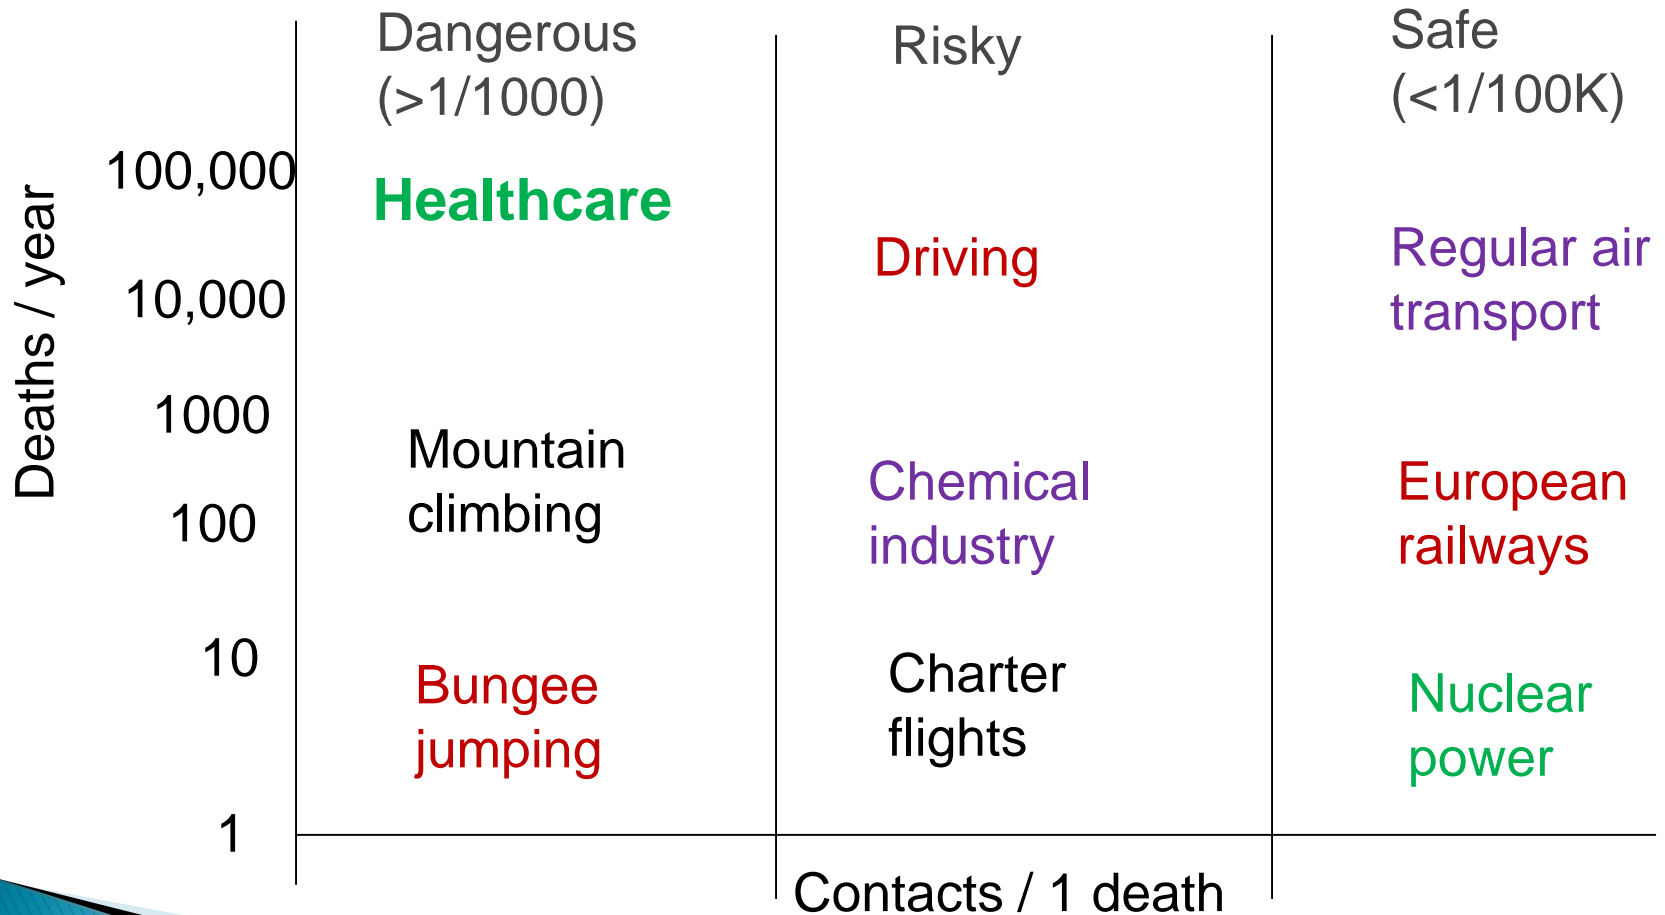 Dangerous
(>1/1000)
Risky
Safe
(<1/100K)
Deaths / year
100,000
10,000
1000
100
10
1
Healthcare
Driving
Regular air
transport
Mountain
climbing
Chemical
industry
European
railways
Bungee
jumping
Charter
flights
Nuclear
power
Contacts / 1 death